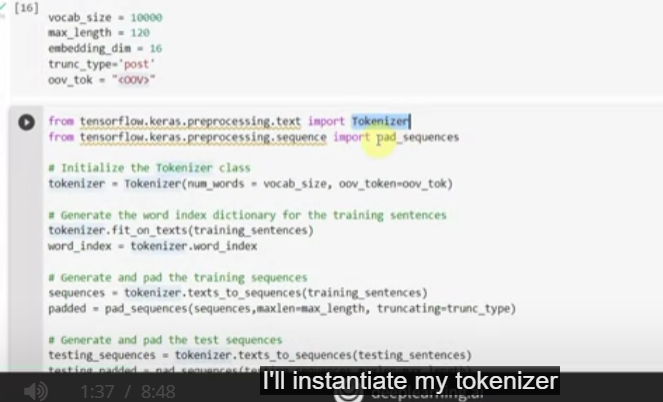 [16]
vocab_size = 10000
max_length = 120
embedding_dim = 16
trunc_type='post'
oov_tok = "<OOV>"
from tensorflow.keras.preprocessing.text import Tokenizer
from tensorflow.keras.preprocessing.sequence import pad_sequences
# Initialize the Tokenizer class
tokenizer = Tokenizer(num_words = vocab_size, oov_token=oov_tok)
# Generate the word index dictionary for the training sentences
tokenizer.fit_on_texts(training_sentences)
word_index = tokenizer.word_index
# Generate and pad the training sequences
sequences = tokenizer.texts_to_sequences(training_sentences)
padded = pad_sequences(sequences,maxlen=max_length, truncating=trunc_type)
# Generate and pad the test sequences
testing_sequences = tokenizer.texts_to_sequences(testing_sentences)
testing_padded = pad_sequences(
I'll instantiate my tokenizer
1:37 / 8:48
deeplearning.ai